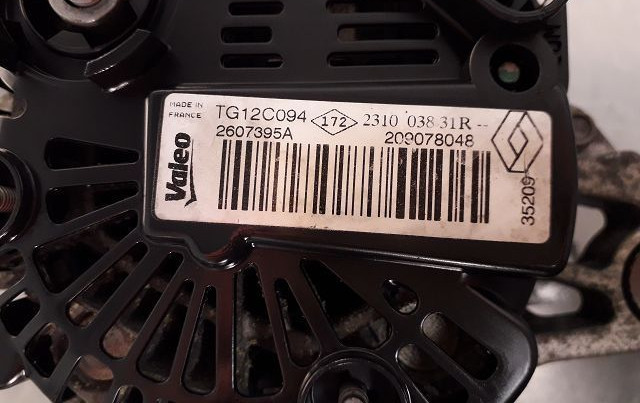 MADE IN
FRANCE
TG12C094 172 2310 038 31R --
2607395A 209078048
Valeo
35209